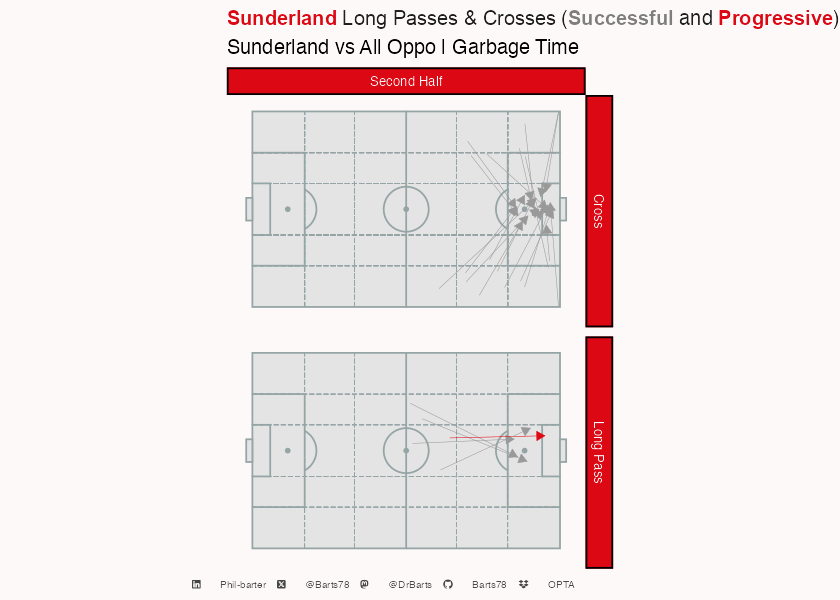 Sunderland Long Passes & Crosses (Successful and Progressive)
Sunderland vs All Oppo | Garbage Time
Second Half
Cross
Long Pass
Phil-barter @Barts78 @DrBarts Barts78 OPTA